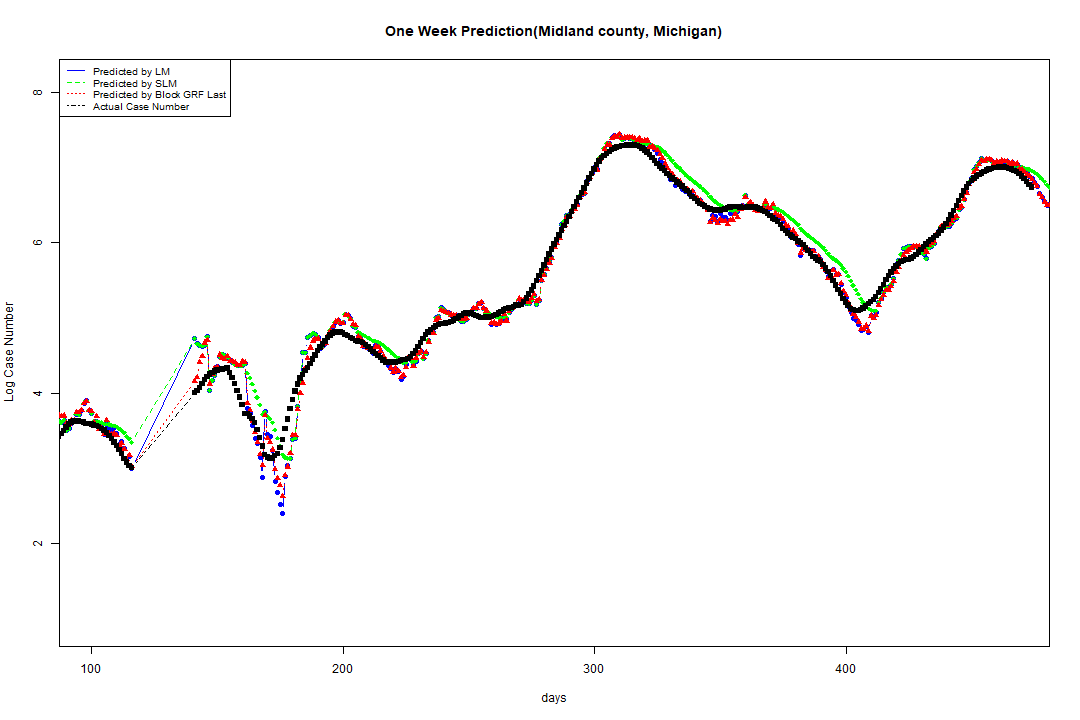 One Week Prediction(Midland county, Michigan)
Predicted by LM
Predicted by SLM
Predicted by Block GRF Last
Actual Case Number
8
6
4
2
Log Case Number
100 200 300 400
days